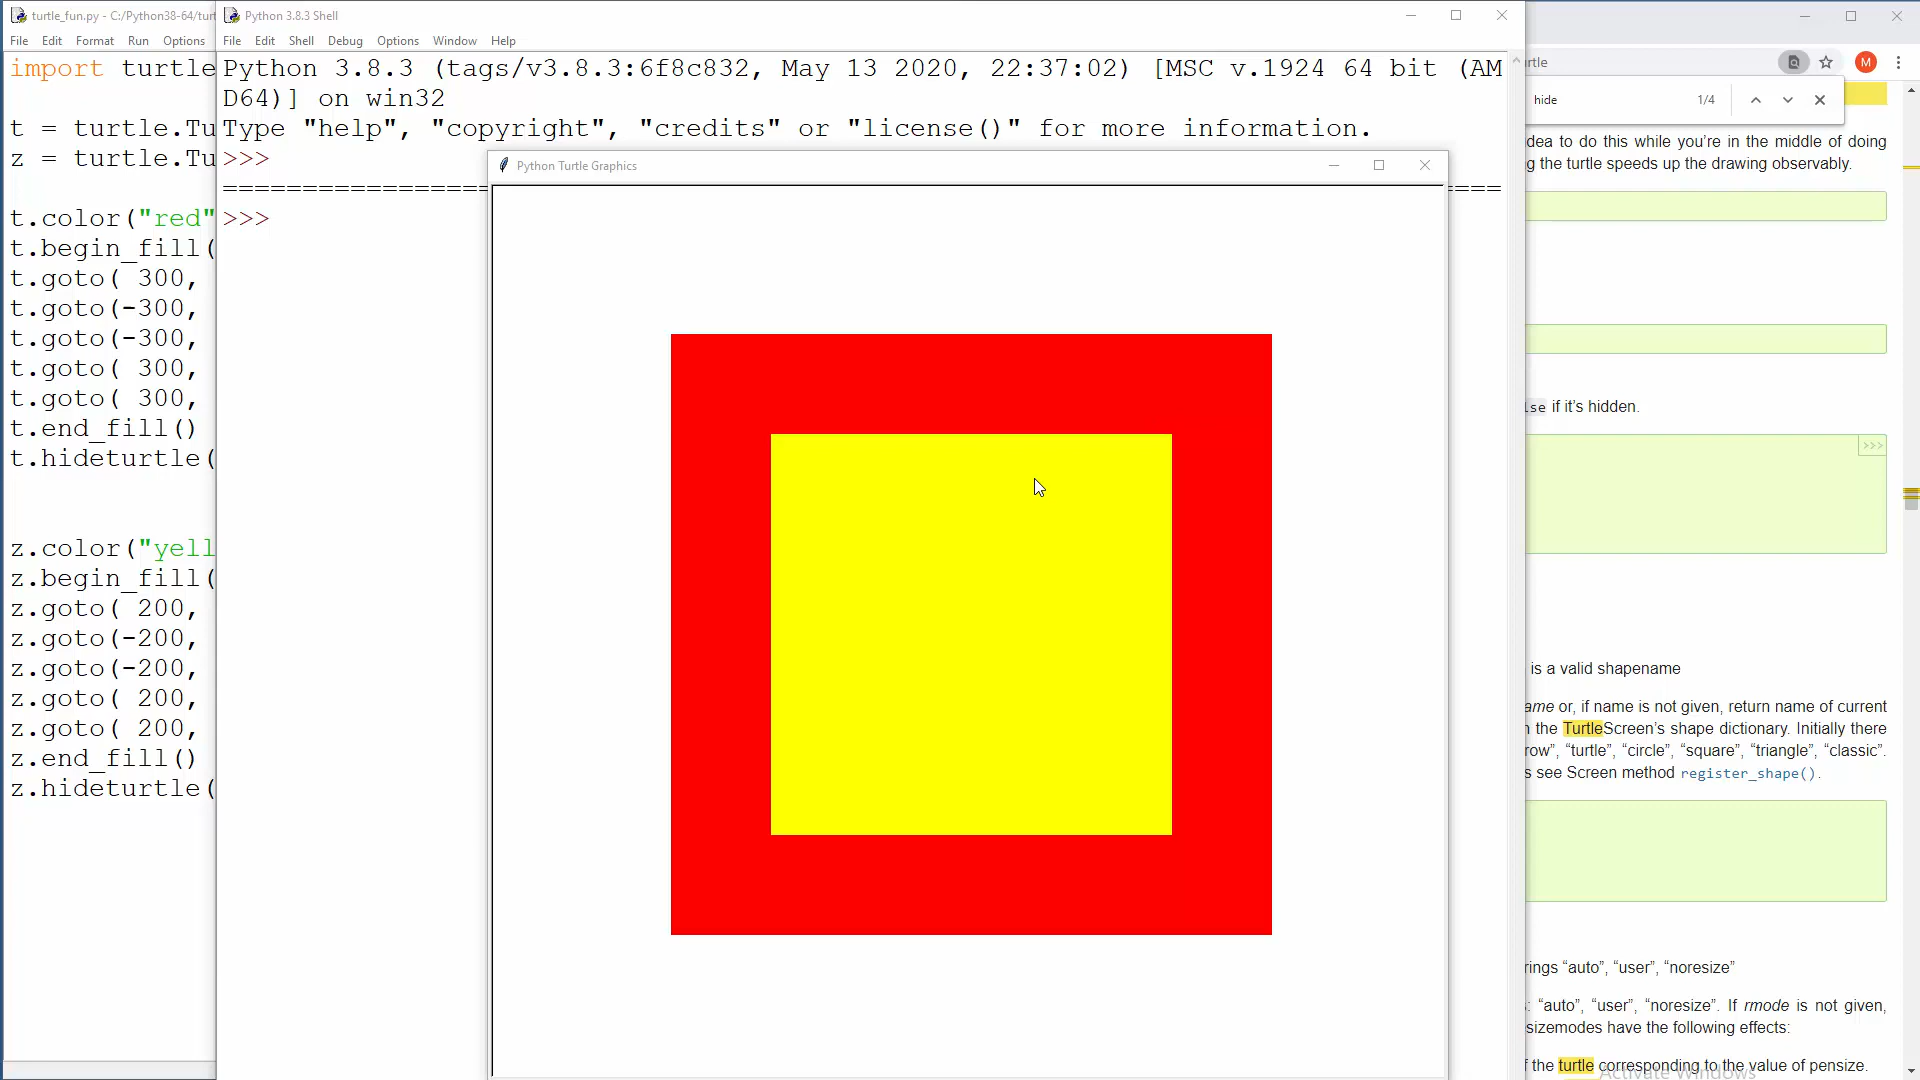 turtle_fun.py - C:/Python38-64/turt
File Edit Format Run Options
import turtle
t = turtle.Tu
z = turtle.Tu
t.color("red"
t.begin_fill(
t.goto( 300,
t.goto(-300,
t.goto(-300,
t.goto( 300,
t.goto( 300,
t.end_fill()
t.hideturtle(
z.color("yell
z.begin_fill(
z.goto( 200,
z.goto(-200,
z.goto(-200,
z.goto( 200,
z.goto( 200,
z.end_fill()
z.hideturtle(
Python 3.8.3 Shell
File Edit Shell Debug Options Window Help
Python 3.8.3 (tags/v3.8.3:6f8c832, May 13 2020, 22:37:02) [MSC v.1924 64 bit (AM
D64)] on win32
Type "help", "copyright", "credits" or "license()" for more information.
>>>
>>>
Python Turtle Graphics
rtle
M
hide 1/4
dea to do this while you’re in the middle of doing
g the turtle speeds up the drawing observably.
lse if it’s hidden.
>>>
is a valid shapename
ame or, if name is not given, return name of current
n the TurtleScreen’s shape dictionary. Initially there
row”, “turtle”, “circle”, “square”, “triangle”, “classic”.
s see Screen method register_shape().
rings “auto”, “user”, “noresize”
: “auto”, “user”, “noresize”. If rmode is not given,
sizemodes have the following effects:
f the turtle corresponding to the value of pensize.
Activate Windows